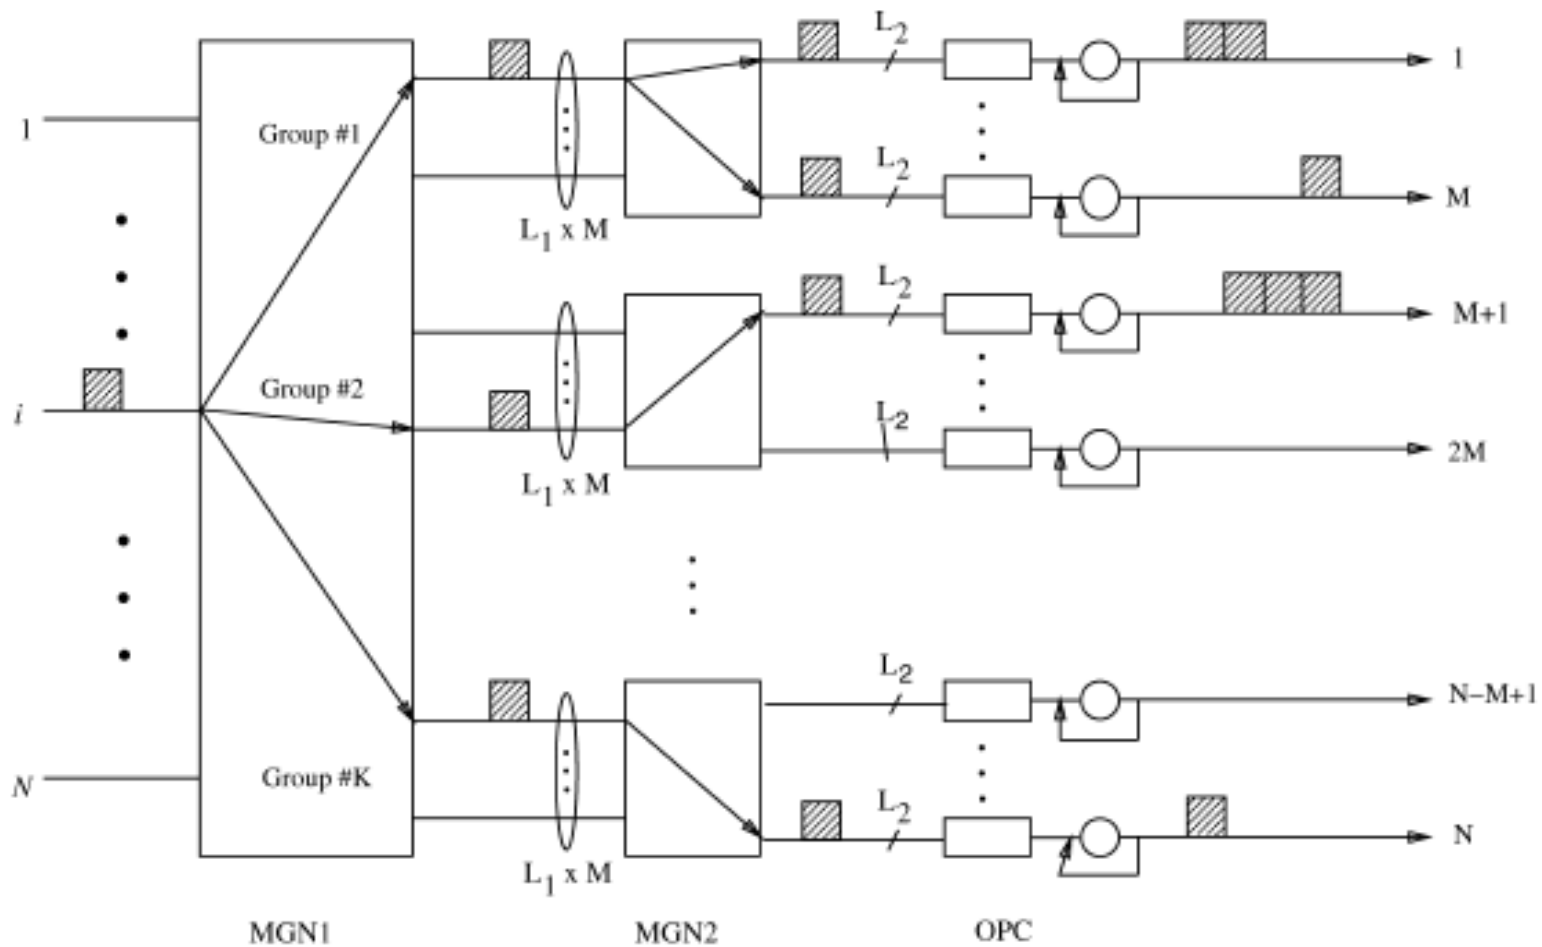 L2 1
1 Group #1
L2 M
L1 x M
L2 M+1
Group #2
i L2 2M
L1 x M
L2 N−M+1
Group #K
N L2 N
L1 x M
MGN1 MGN2 OPC